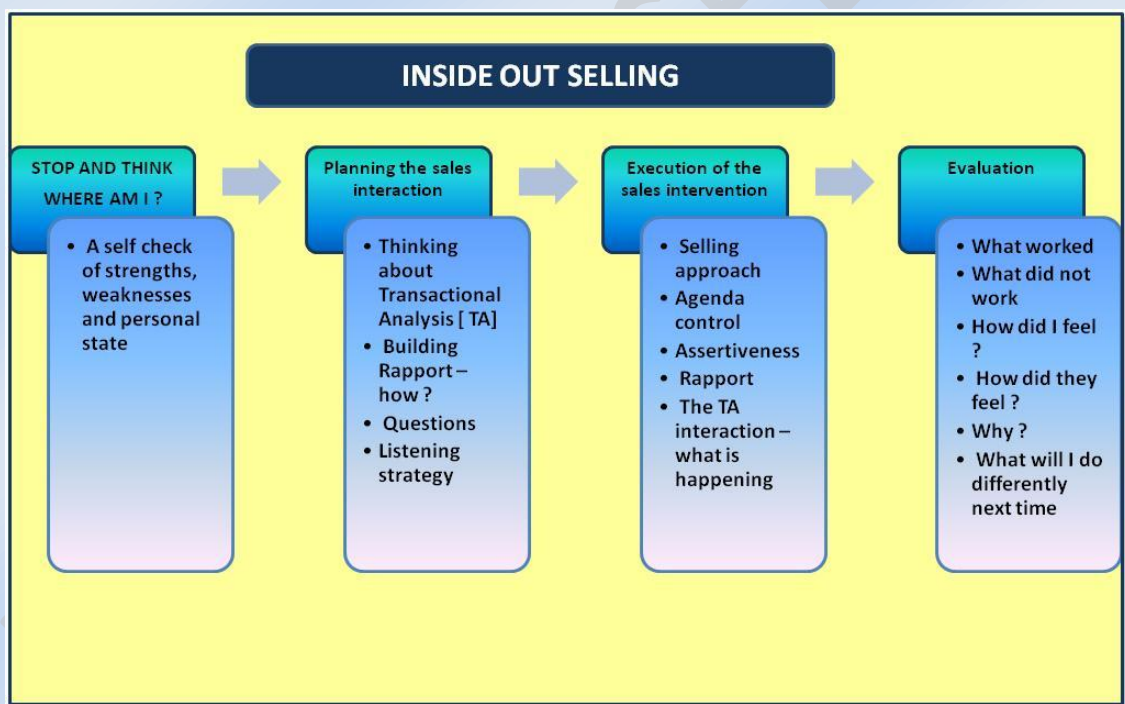 INSIDE OUT SELLING
STOP AND THINK
WHERE AM I ?
• A self check
of strengths,
weaknesses
and personal
state
Planning the sales
interaction
• Thinking
about
Transactional
Analysis [ TA]
• Building
Rapport –
how ?
• Questions
• Listening
strategy
Execution of the
sales intervention
• Selling
approach
• Agenda
control
• Assertiveness
• Rapport
• The TA
interaction –
what is
happening
Evaluation
• What worked
• What did not
work
• How did I feel
?
• How did they
feel ?
• Why ?
• What will I do
differently
next time